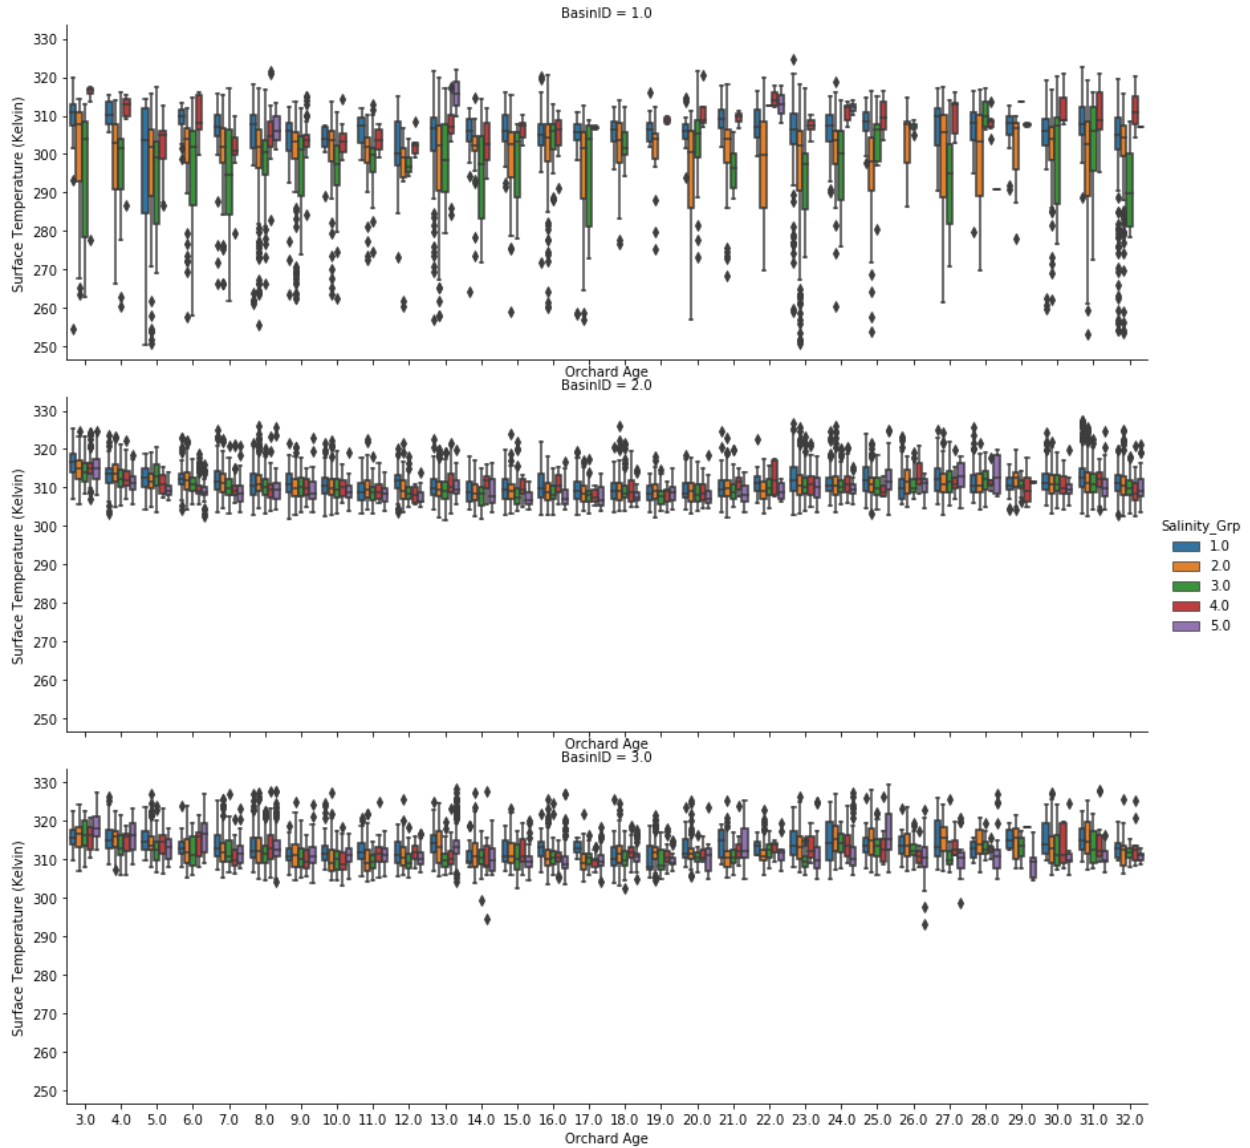 BasinID = 1.0
330
320
310
300
290
280
270
260
250
Surface Temperature (Kelvin)
Orchard Age
BasinID = 2.0
330
320
310
300
290
280
270
260
250
Surface Temperature (Kelvin)
Salinity_Grp
1.0
2.0
3.0
4.0
5.0
Orchard Age
BasinID = 3.0
330
320
310
300
290
280
270
260
250
Surface Temperature (Kelvin)
3.0 4.0 5.0 6.0 7.0 8.0 9.0 10.0 11.0 12.0 13.0 14.0 15.0 16.0 17.0 18.0 19.0 20.0 21.0 22.0 23.0 24.0 25.0 26.0 27.0 28.0 29.0 30.0 31.0 32.0
Orchard Age